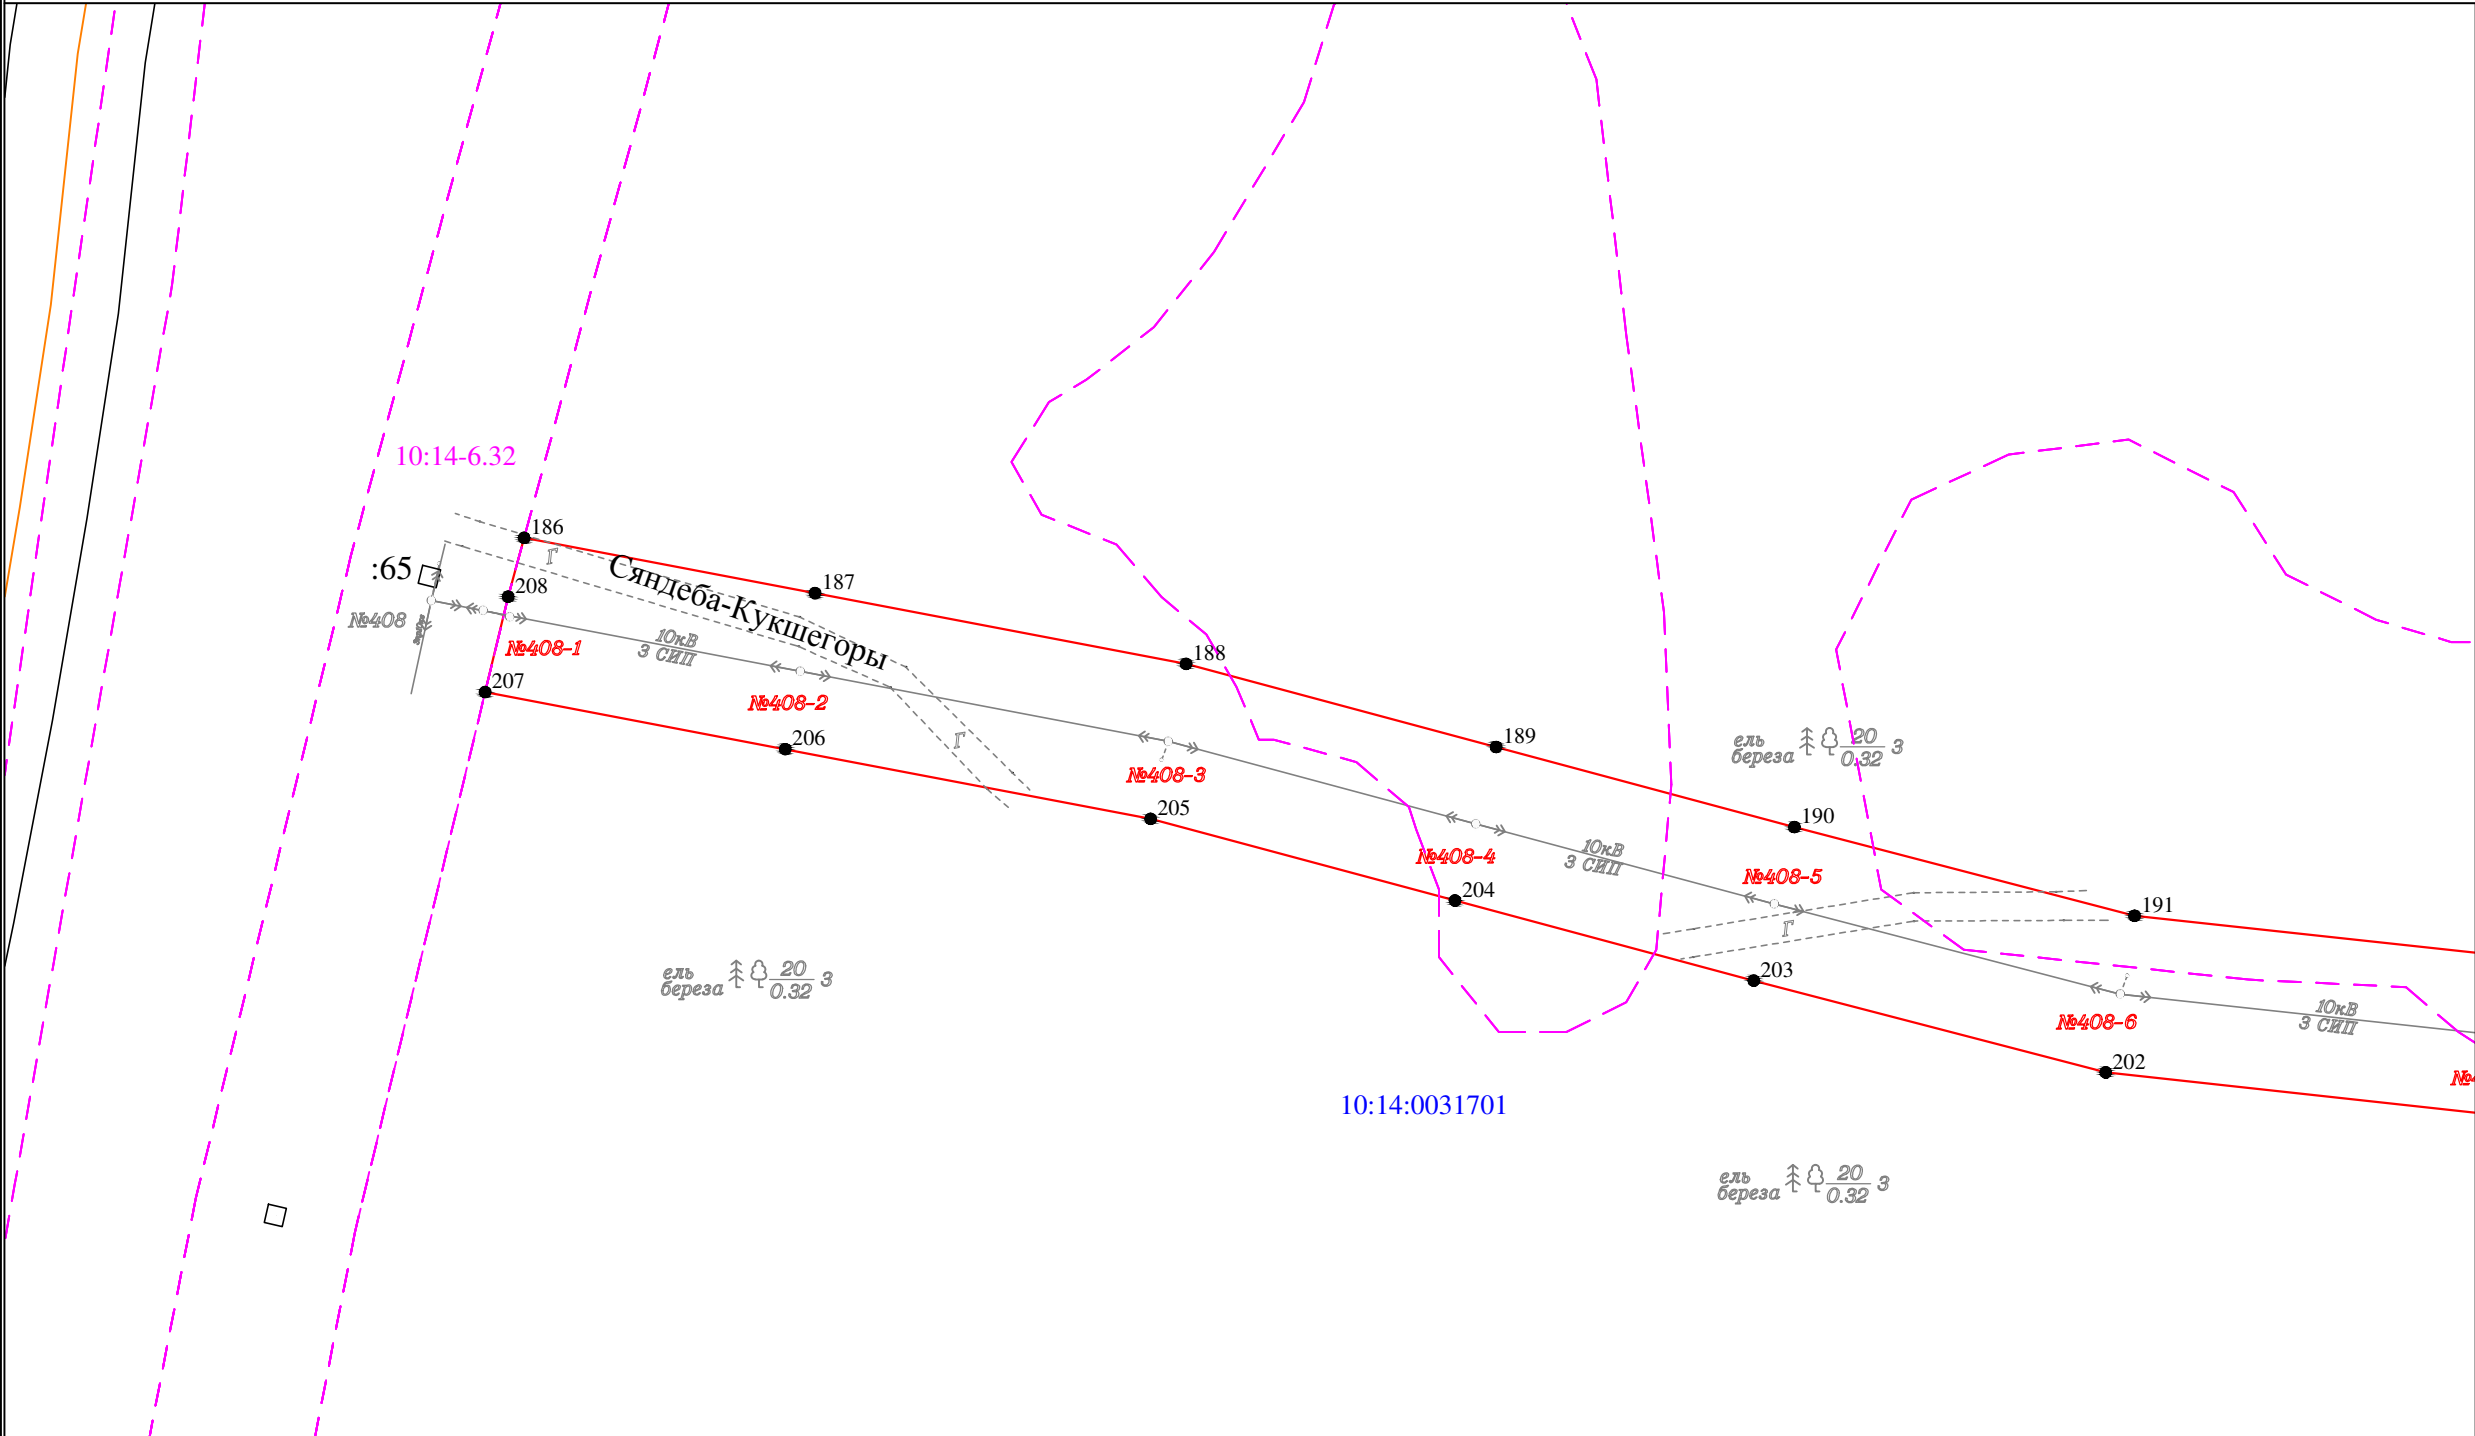 10:14-6.32
186
Г
:65
Сяндеба-Кукшегоры
187
208
№408
№408-1
10кВ
3 СИП
188
207
№408-2
206
Г
№408-3
189
ель
береза
20
0.32
3
205
190
№408-4
10кВ
3 СИП
№408-5
204
191
Г
203
ель
береза
20
0.32
3
10кВ
3 СИП
№408-6
202
10:14:0031701
ель
береза
20
0.32
3